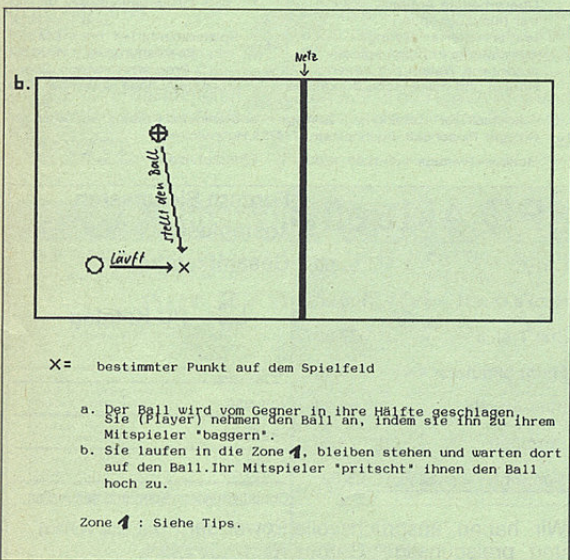 Netz
b.
stellt den Ball
läuft
X= bestimmter Punkt auf dem Spielfeld
a. Der Ball wird vom Gegner in ihre Hälfte geschlagen,
Sie (Player) nehmen den Ball an, indem sie ihn zu ihrem
Mitspieler "baggern".
b. Sie laufen in die Zone 1, bleiben stehen und warten dort
auf den Ball.Ihr Mitspieler "pritscht" ihnen den Ball
hoch zu.
Zone 1 : Siehe Tips.